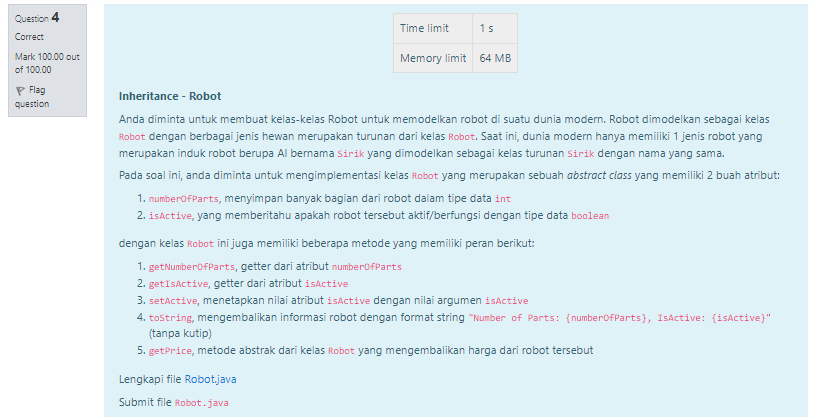 Question 4
Correct
Mark 100.00 out
of 100.00
Flag
question
Time limit 1 s
Memory limit 64 MB
Inheritance - Robot
Anda diminta untuk membuat kelas-kelas Robot untuk memodelkan robot di suatu dunia modern. Robot dimodelkan sebagai kelas
Robot dengan berbagai jenis hewan merupakan turunan dari kelas Robot. Saat ini, dunia modern hanya memiliki 1 jenis robot yang
merupakan induk robot berupa AI bernama Sirik yang dimodelkan sebagai kelas turunan Sirik dengan nama yang sama.
Pada soal ini, anda diminta untuk mengimplementasi kelas Robot yang merupakan sebuah abstract class yang memiliki 2 buah atribut:
1. numberOfParts, menyimpan banyak bagian dari robot dalam tipe data int
2. isActive, yang memberitahu apakah robot tersebut aktif/berfungsi dengan tipe data boolean
dengan kelas Robot ini juga memiliki beberapa metode yang memiliki peran berikut:
1. getNumberOfParts, getter dari atribut numberOfParts
2. getIsActive, getter dari atribut isActive
3. setActive, menetapkan nilai atribut isActive dengan nilai argumen isActive
4. toString, mengembalikan informasi robot dengan format string "Number of Parts: {numberOfParts}, IsActive: {isActive}"
(tanpa kutip)
5. getPrice, metode abstrak dari kelas Robot yang mengembalikan harga dari robot tersebut
Lengkapi file Robot.java
Submit file Robot.java